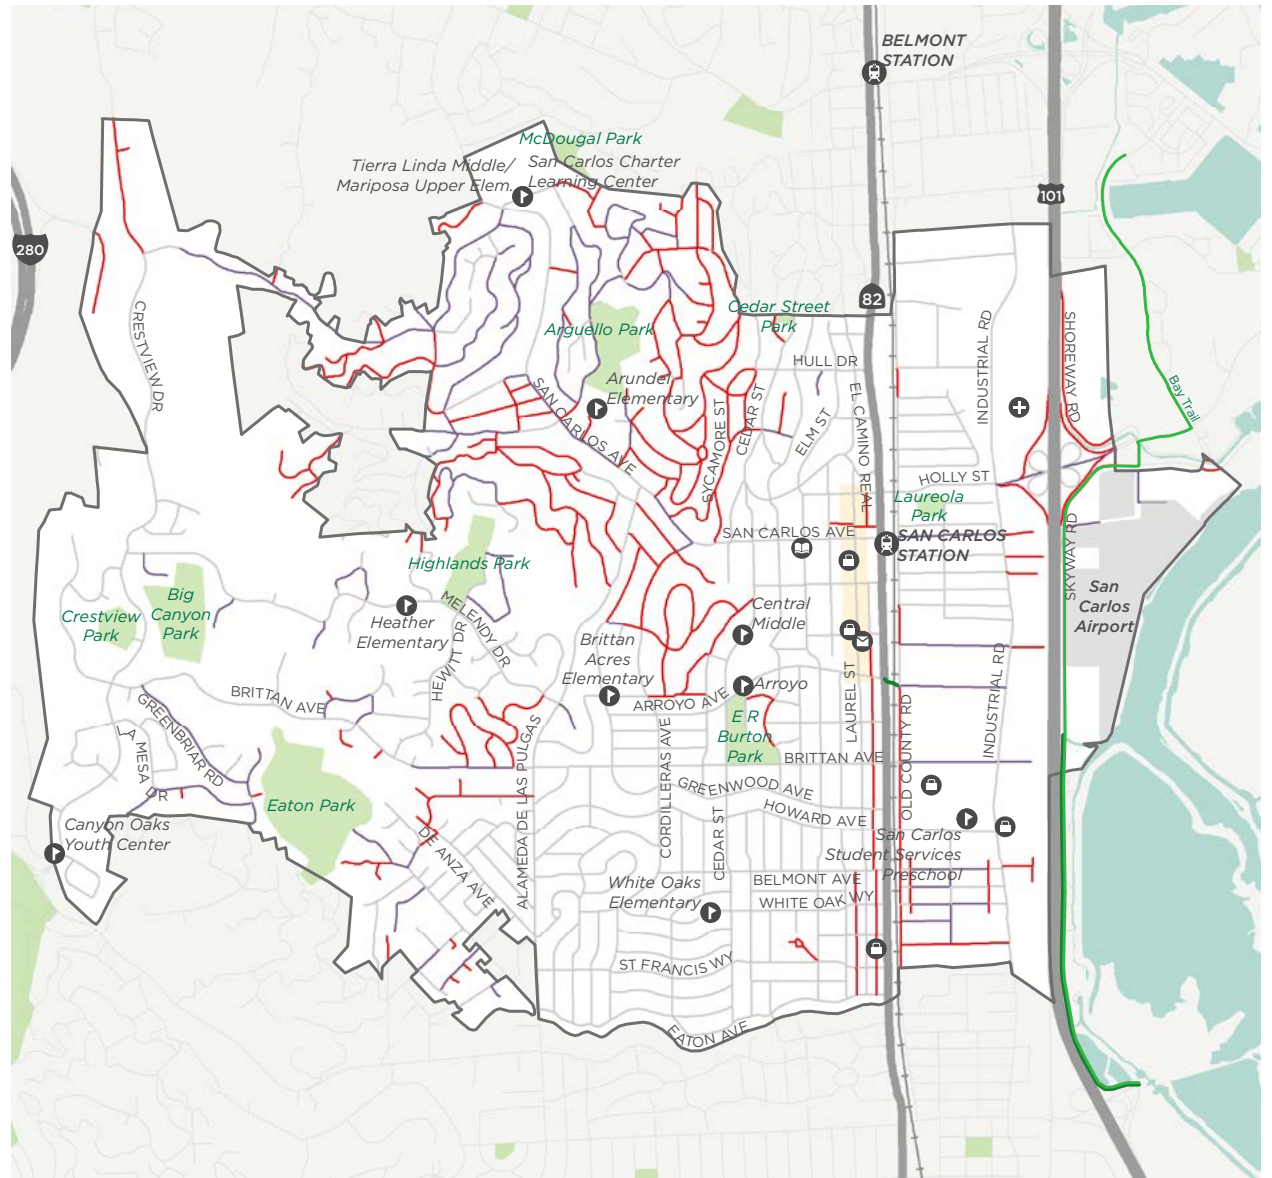 BELMONT
STATION
McDougal Park
Tierra Linda Middle/
Mariposa Upper Elem.
San Carlos Charter
Learning Center
101
280
82
CRESTVIEW DR
Cedar Street
Park
Arguello Park
HULL DR
INDUSTRIAL RD
SHOREWAY RD
Bay Trail
Arundel
Elementary
SAN CARLOS AVE
SYCAMORE ST
CEDAR ST
ELM ST
EL CAMINO REAL
HOLLY ST
Laureola
Park
SAN CARLOS AVE
SAN CARLOS
STATION
SKYWAY RD
San
Carlos
Airport
Highlands Park
Big
Canyon
Park
Crestview
Park
Heather
Elementary
MELENDY DR
HEWITT DR
Central
Middle
Brittan
Acres
Elementary
Arroyo
ARROYO AVE
BRITTAN AVE
GREENBRIAR RD
LA MESA DR
E R
Burton
Park
LAUREL ST
OLD COUNTY RD
INDUSTRIAL RD
BRITTAN AVE
GREENWOOD AVE
HOWARD AVE
CORDILLERAS AVE
CEDAR ST
ALAMEDA DE LAS PULGAS
Eaton Park
Canyon Oaks
Youth Center
DE ANZA AVE
San Carlos
Student Services
Preschool
White Oaks
Elementary
BELMONT AVE
WHITE OAK WY
ST FRANCIS WY
EATON AVE